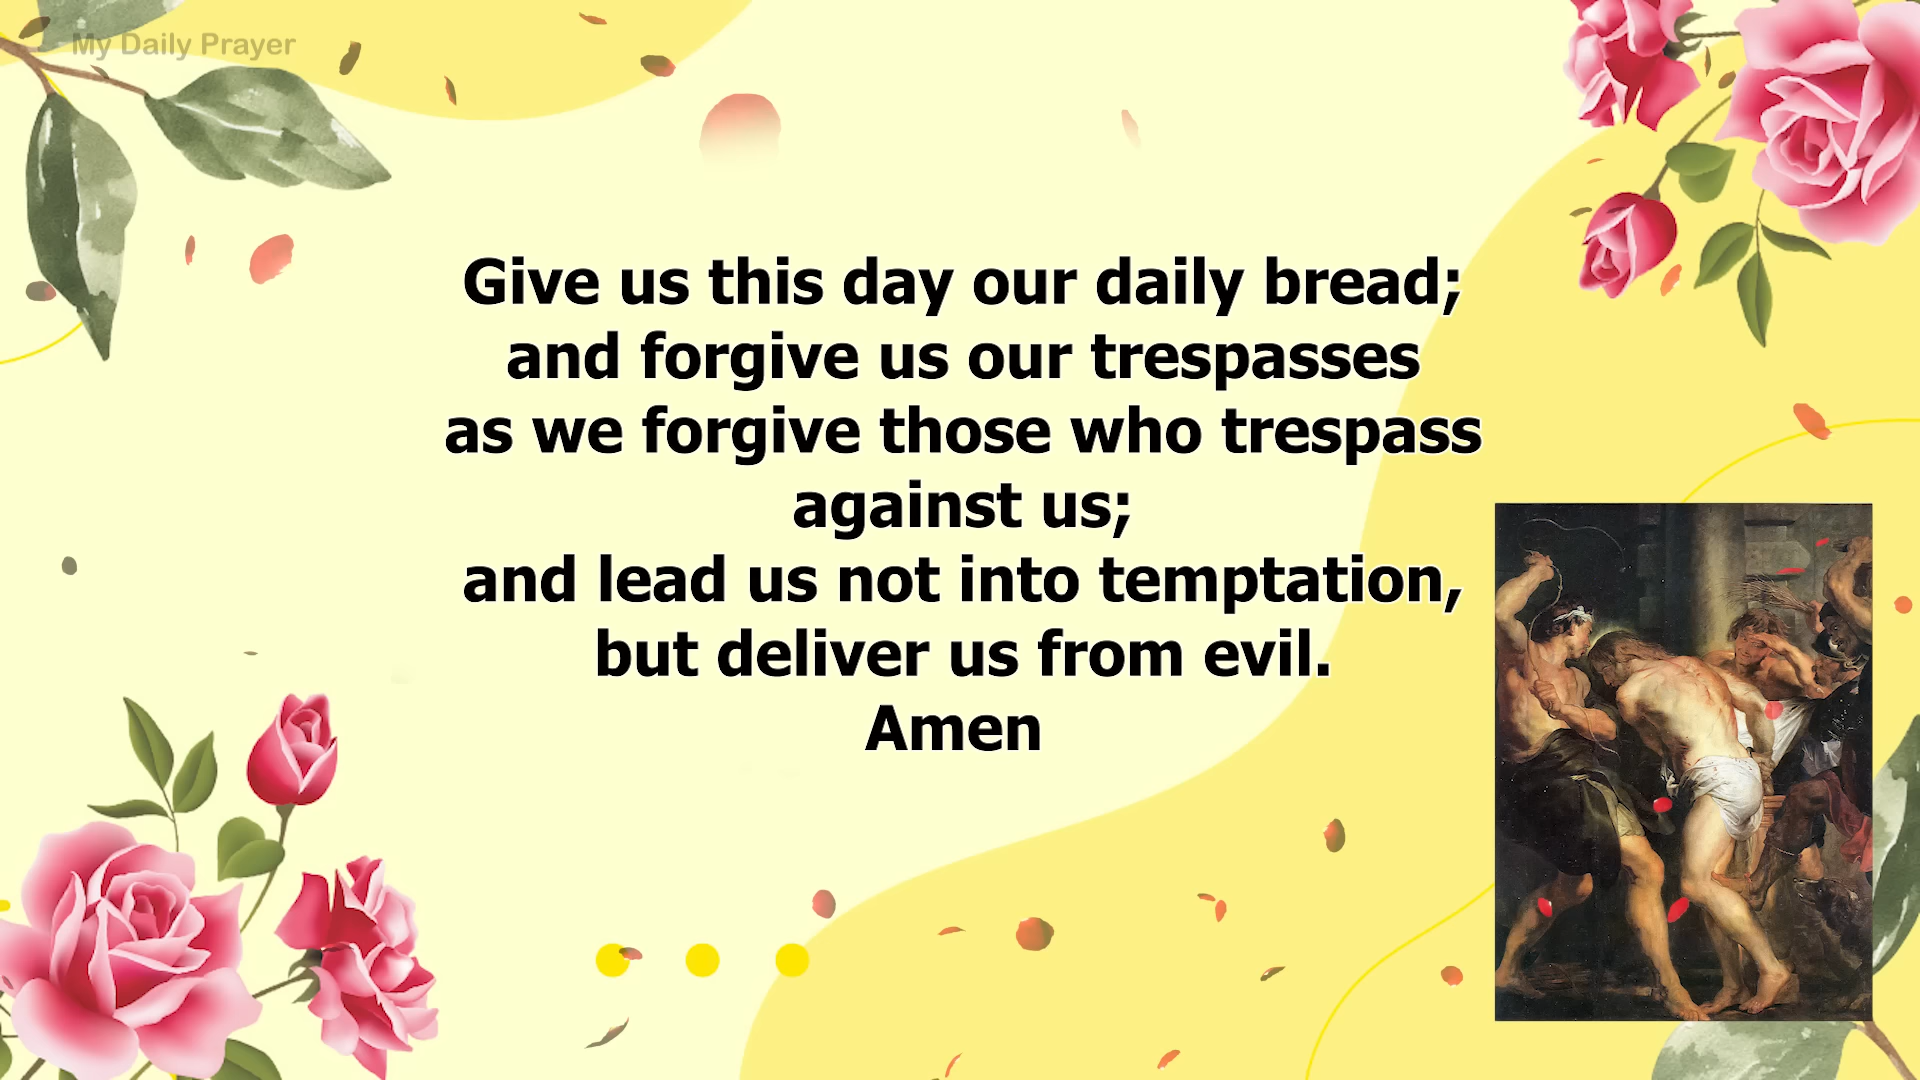 My Daily Prayer
Give us this day our daily bread;
and forgive us our trespasses
as we forgive those who trespass
against us;
and lead us not into temptation,
but deliver us from evil.
Amen